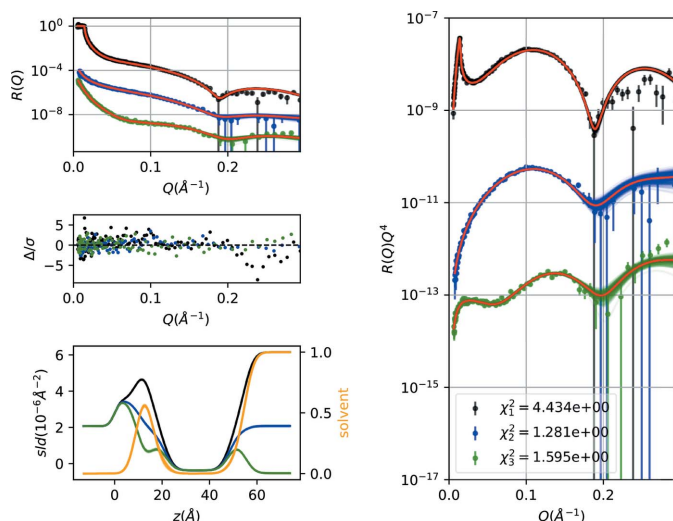 10⁰
10⁻⁴
10⁻⁸
R(Q)
0.0
0.1
0.2
Q(Å⁻¹)
5
0
−5
Δ/σ
0.0
0.1
0.2
Q(Å⁻¹)
6
4
2
0
sld(10⁻⁶Å⁻²)
1.0
0.5
0.0
solvent
0
20
40
60
z(Å)
10⁻⁷
10⁻⁹
10⁻¹¹
10⁻¹³
10⁻¹⁵
10⁻¹⁷
R(Q)Q⁴
χ₁² = 4.434e+00
χ₂² = 1.281e+00
χ₃² = 1.595e+00
0.0
0.1
0.2
Q(Å⁻¹)